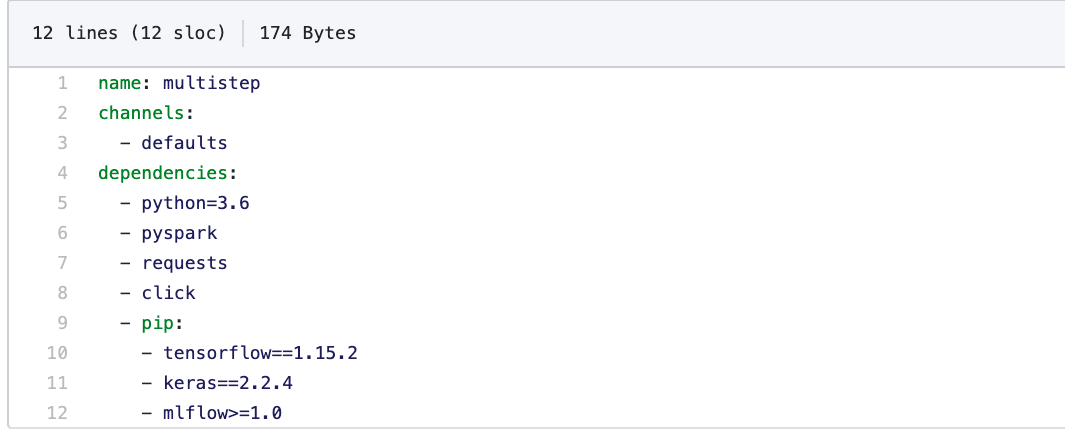 12 lines (12 sloc) 174 Bytes
1 name: multistep
2 channels:
3 - defaults
4 dependencies:
5 - python=3.6
6 - pyspark
7 - requests
8 - click
9 - pip:
10 - tensorflow==1.15.2
11 - keras==2.2.4
12 - mlflow>=1.0